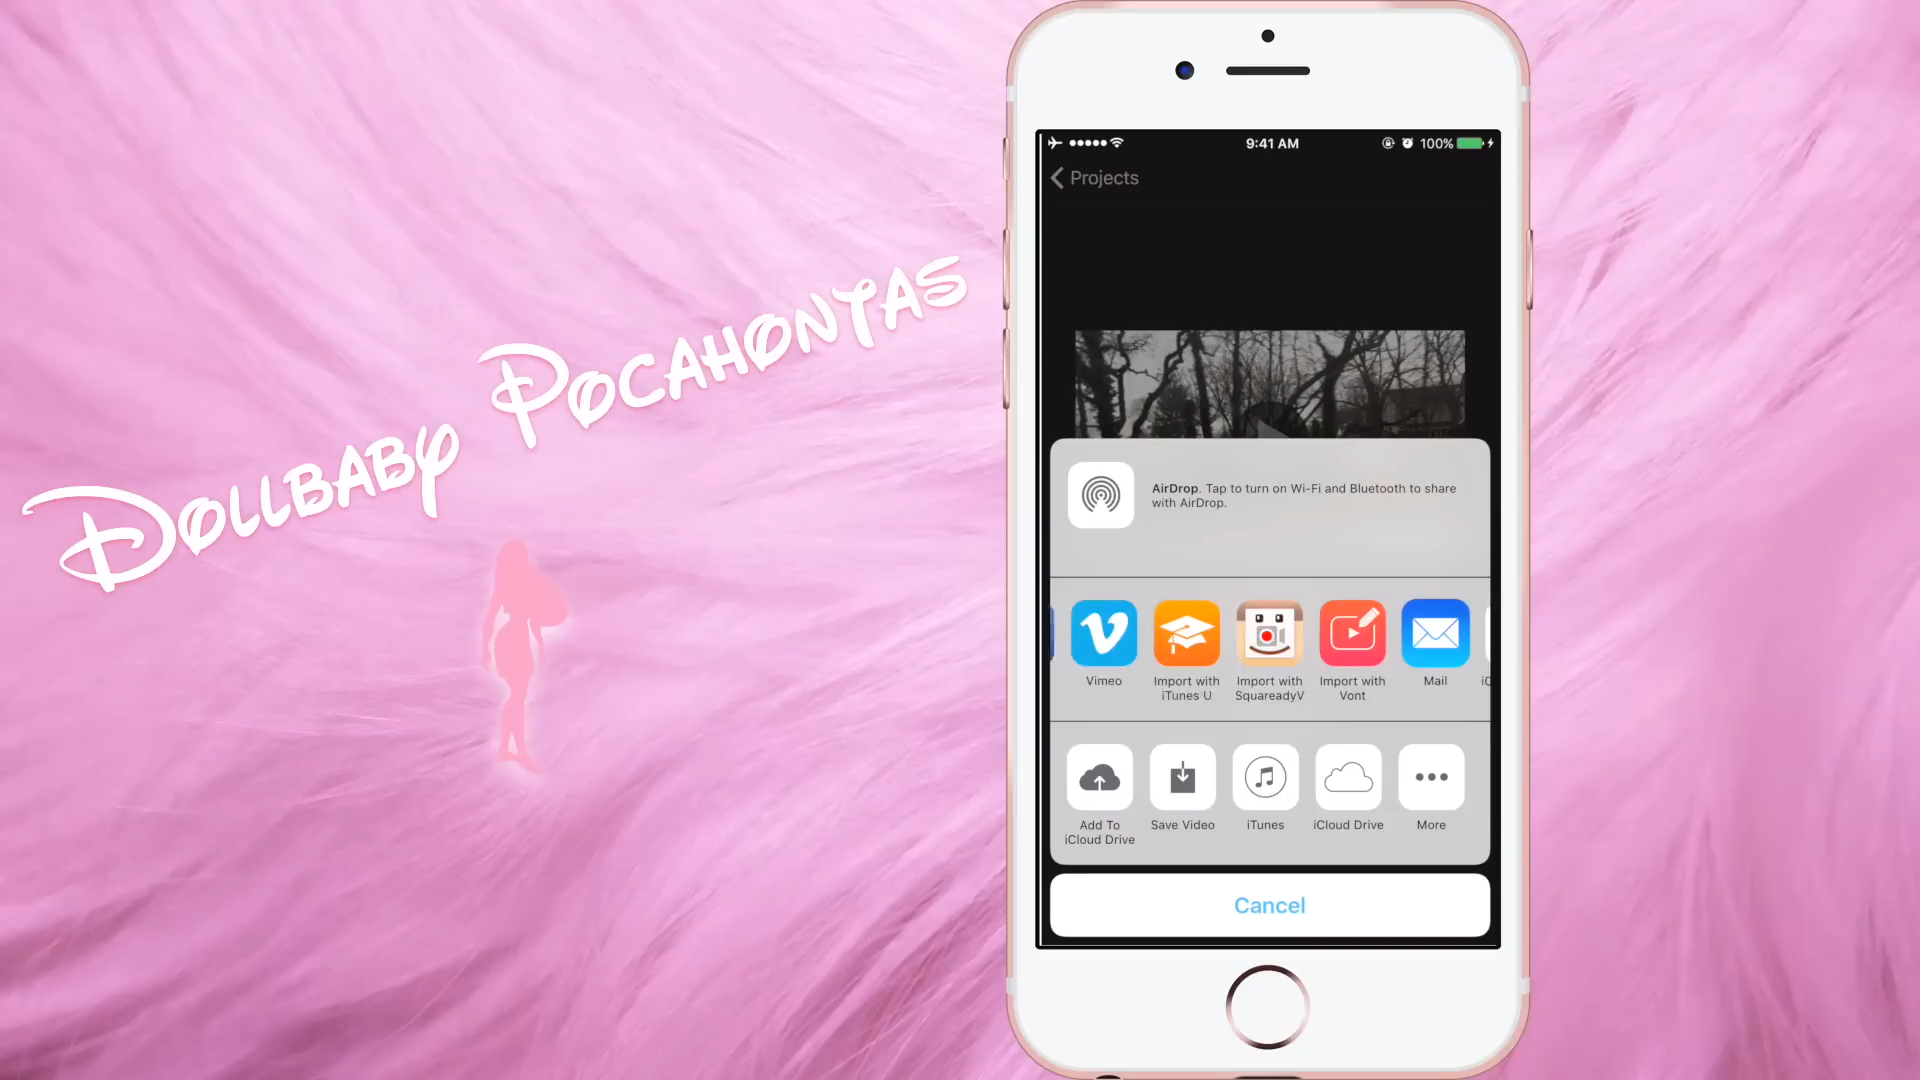 Dollbaby Pocahontas
9:41 AM
100%
Projects
AirDrop. Tap to turn on Wi-Fi and Bluetooth to share
with AirDrop.
Vimeo
Import with
iTunes U
Import with
SquareadyV
Import with
Vont
Mail
Add To
iCloud Drive
Save Video
iTunes
iCloud Drive
More
Cancel